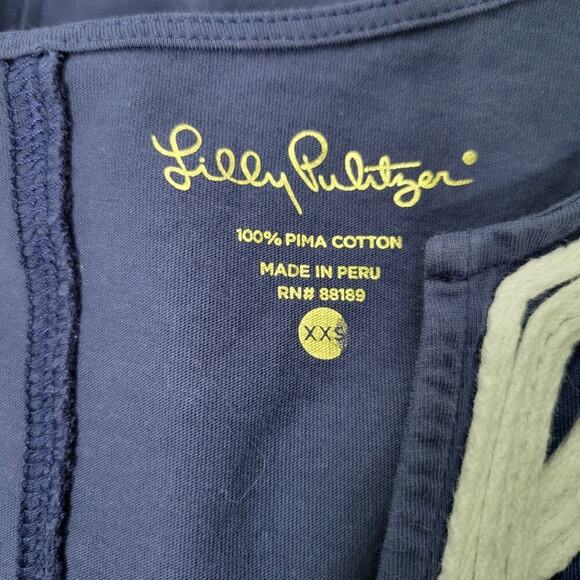 Lilly Pulitzer®
100% PIMA COTTON
MADE IN PERU
RN# 88189
XXS